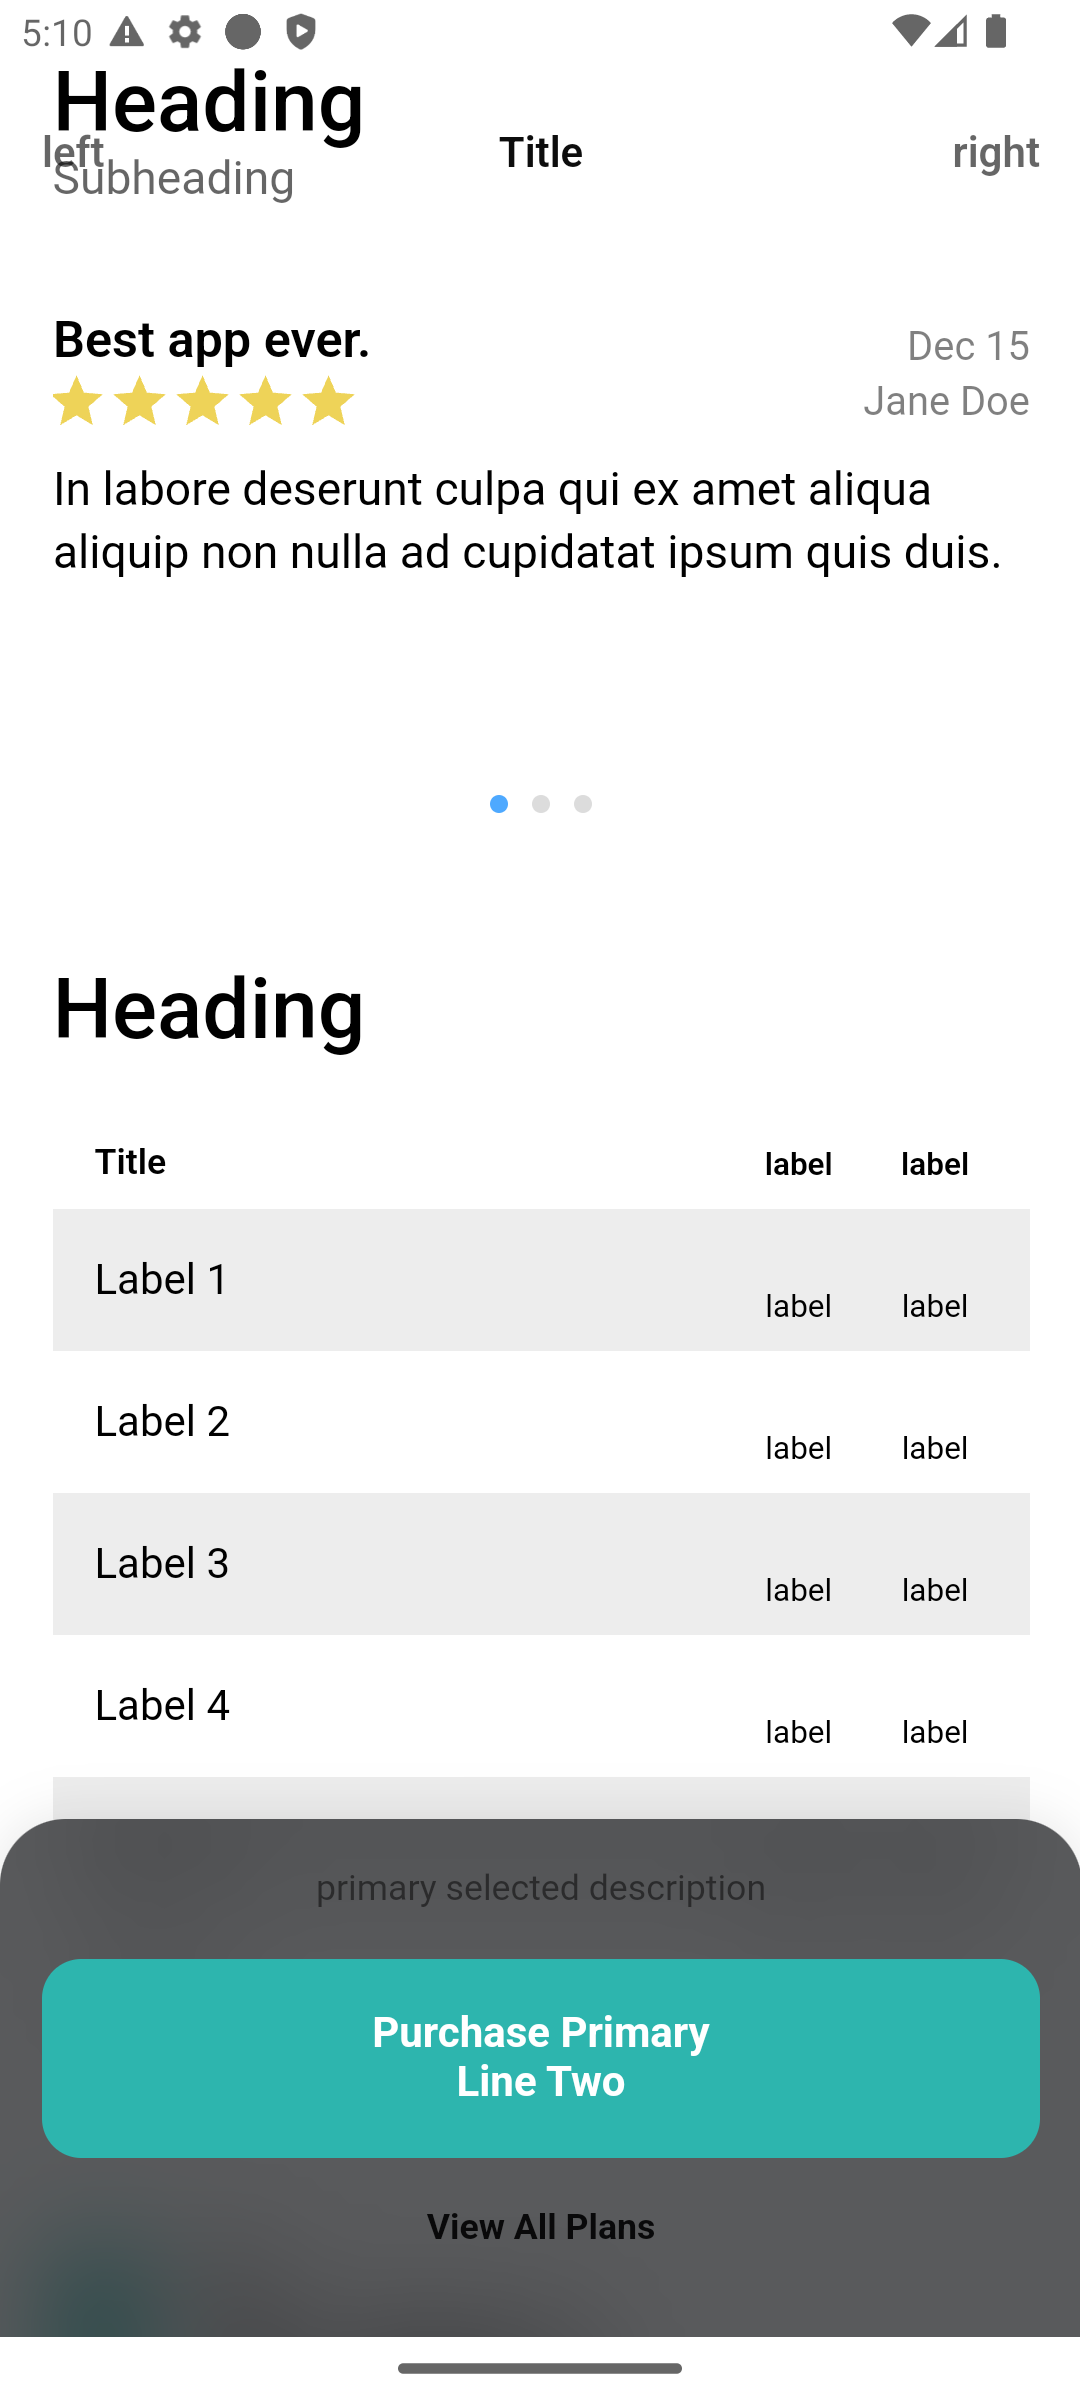 5:10
Heading
left
Title
right
Subheading
Best app ever.
Dec 15
Jane Doe
In labore deserunt culpa qui ex amet aliqua
aliquip non nulla ad cupidatat ipsum quis duis.
Heading
Title label label
Label 1
label label
Label 2
label label
Label 3
label label
Label 4
label label
primary selected description
Purchase Primary
Line Two
View All Plans